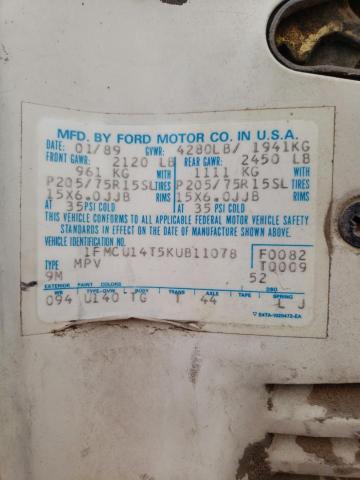 MFD. BY FORD MOTOR CO. IN U.S.A.
DATE: 01/89 GVWR: 4280LB/ 1941KG
FRONT GAWR: 2120 LB REAR GAWR: 2450 LB
961 KG WITH 1111 KG WITH
P205/75R15SL TIRES P205/75R15SL TIRES
15X6.0JJB RIMS 15X6.0JJB RIMS
AT 35 PSI COLD AT 35 PSI COLD
THIS VEHICLE CONFORMS TO ALL APPLICABLE FEDERAL MOTOR VEHICLE SAFETY
STANDARDS IN EFFECT ON THE DATE OF MANUFACTURE SHOWN ABOVE.
VEHICLE IDENTIFICATION NO.
1FMCU14T5KUB11078 F0082
TYPE MPV T0009
9M 52
EXTERIOR PAINT COLORS DSO
WB TYPE-GVW BODY TRANS AXLE TAPE SPRING
094 U140 TG T 44 L J